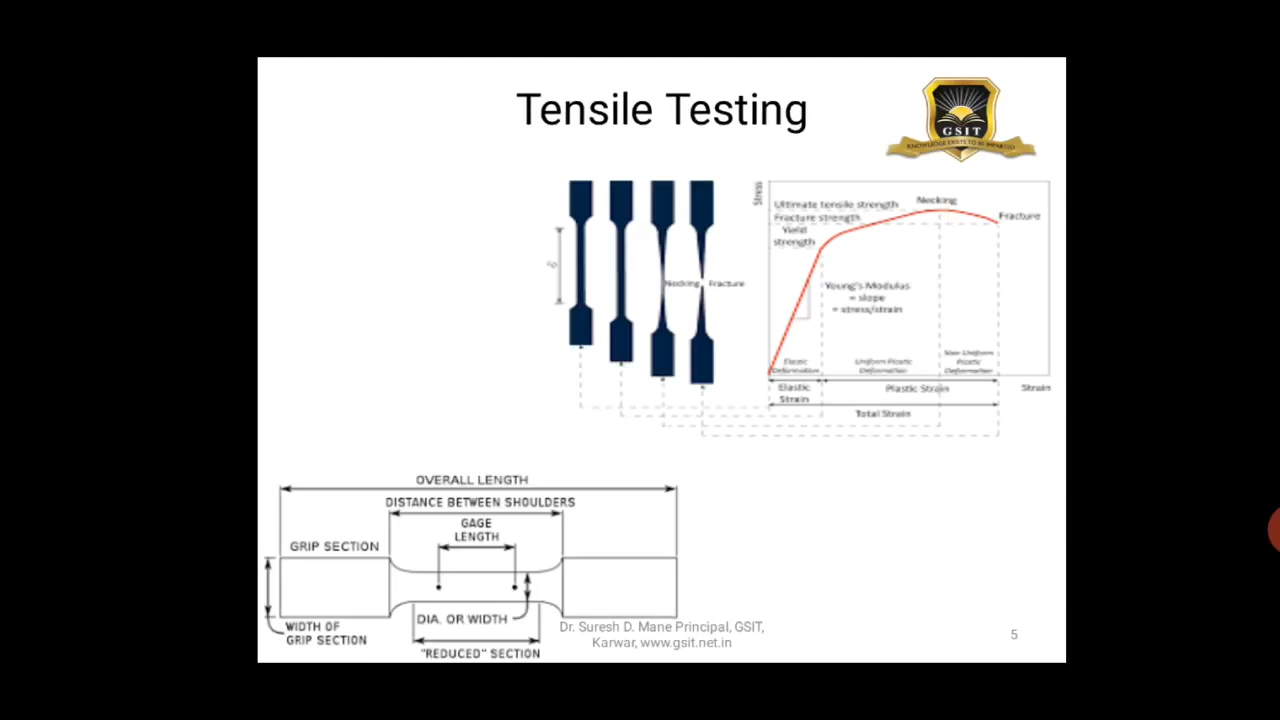 Tensile Testing
GSIT
KNOWLEDGE EXISTS TO BE IMPARTED
Necking
Fracture
Stress
Ultimate tensile strength
Necking
Fracture strength
Fracture
Yield
strength
Young's Modulus
= slope
= stress/strain
Elastic
Deformation
Uniform Plastic
Deformation
Non-Uniform
Plastic
Deformation
Elastic
Strain
Plastic Strain
Strain
Total Strain
OVERALL LENGTH
DISTANCE BETWEEN SHOULDERS
GAGE
LENGTH
GRIP SECTION
DIA. OR WIDTH
WIDTH OF
GRIP SECTION
"REDUCED" SECTION
Dr. Suresh D. Mane Principal, GSIT,
Karwar, www.gsit.net.in
5